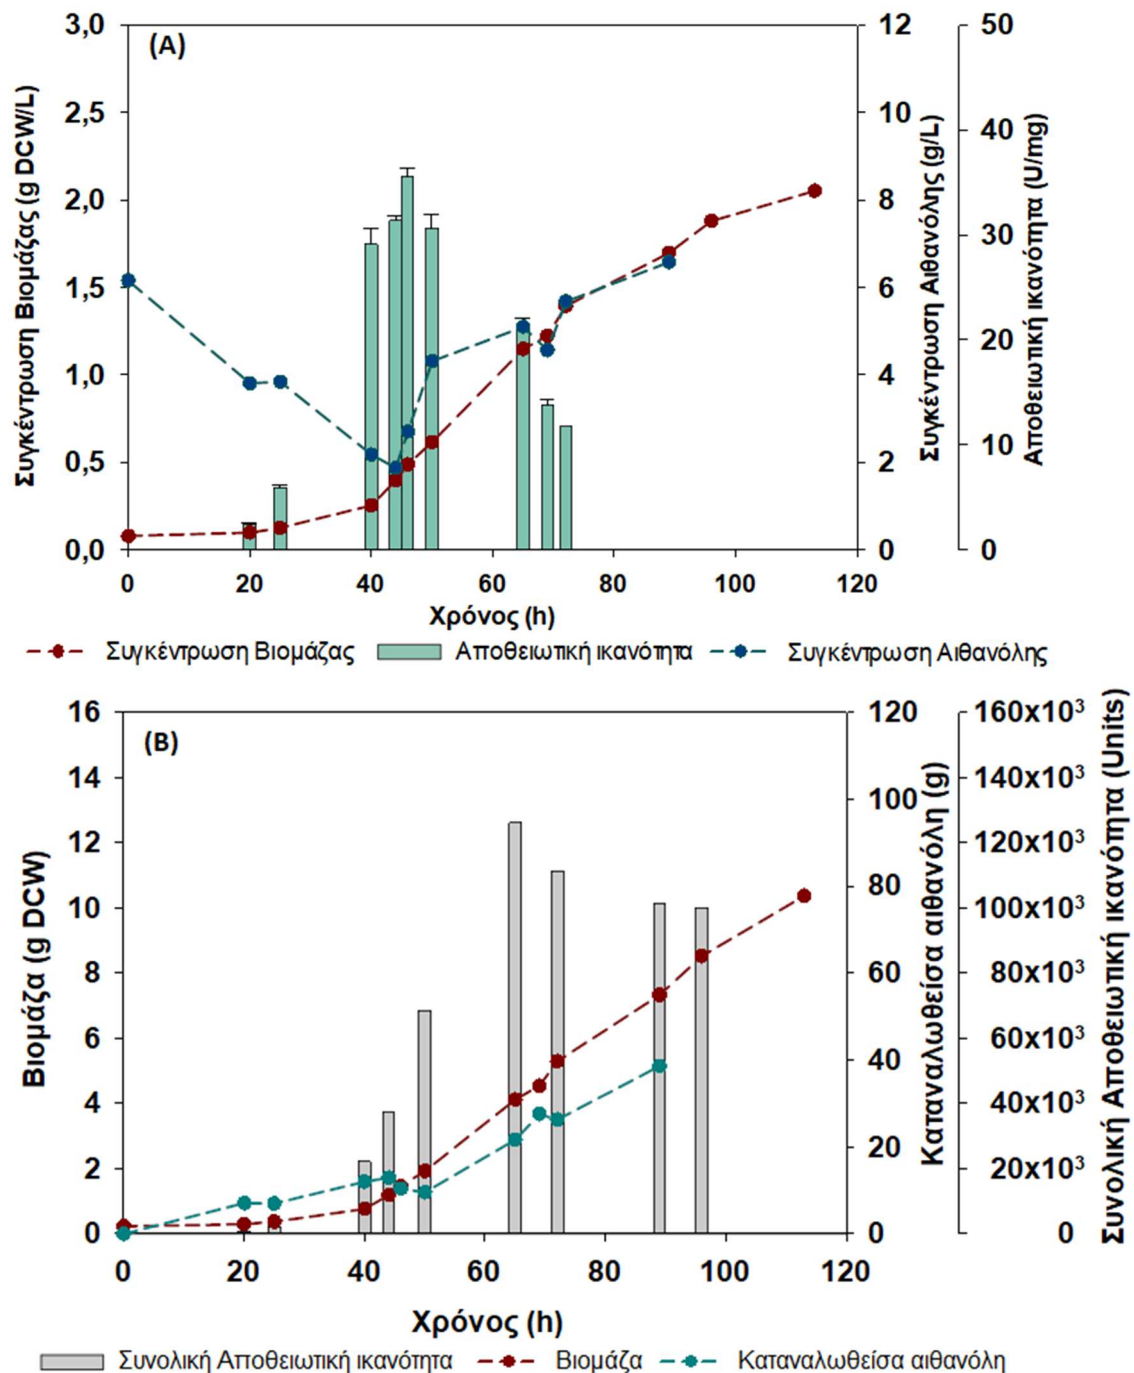 (A)
Συγκέντρωση Βιομάζας (g DCW/L)
3,0
2,5
2,0
1,5
1,0
0,5
0,0
12
10
8
6
4
2
0
Συγκέντρωση Αιθανόλης (g/L)
50
40
30
20
10
0
Αποθειωτική ικανότητα (U/mg)
0 20 40 60 80 100 120
Χρόνος (h)
Συγκέντρωση Βιομάζας Αποθειωτική ικανότητα Συγκέντρωση Αιθανόλης
(B)
Βιομάζα (g DCW)
16
14
12
10
8
6
4
2
0
120
100
80
60
40
20
0
Καταναλωθείσα αιθανόλη (g)
160x10³
140x10³
120x10³
100x10³
80x10³
60x10³
40x10³
20x10³
0
Συνολική Αποθειωτική ικανότητα (Units)
0 20 40 60 80 100 120
Χρόνος (h)
Συνολική Αποθειωτική ικανότητα Βιομάζα Καταναλωθείσα αιθανόλη